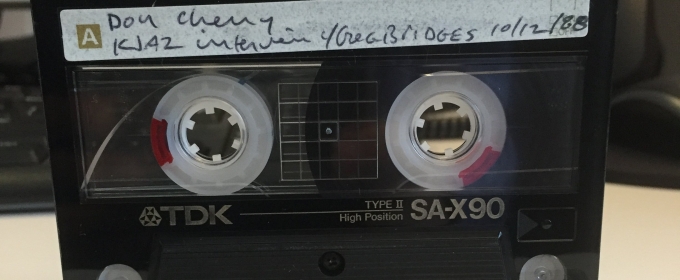 A Don Cherry
KJAZ interview w/GREG BRIDGES 10/12/88
TDK TYPE II High Position SA-X90